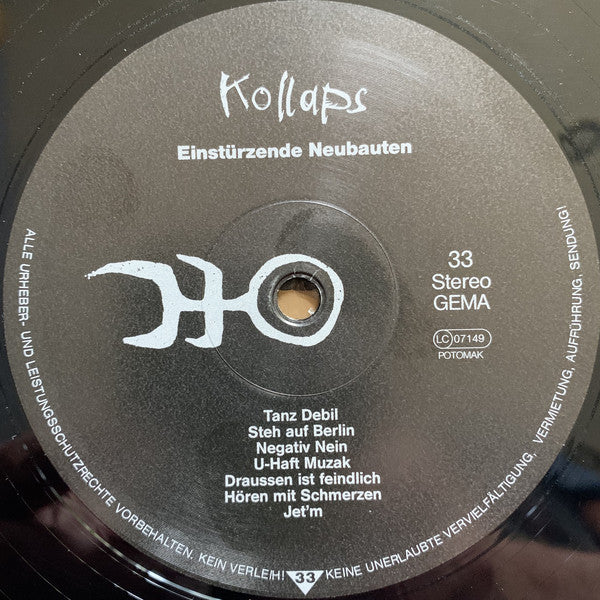 Kollaps
Einstürzende Neubauten
33
Stereo
GEMA
LC 07149
POTOMAK
Tanz Debil
Steh auf Berlin
Negativ Nein
U-Haft Muzak
Draussen ist feindlich
Hören mit Schmerzen
Jet'm
ALLE URHEBER- UND LEISTUNGSSCHUTZRECHTE VORBEHALTEN. KEIN VERLEIH! 33 KEINE UNERLAUBTE VERVIELFÄLTIGUNG, VERMIETUNG, AUFFÜHRUNG, SENDUNG!